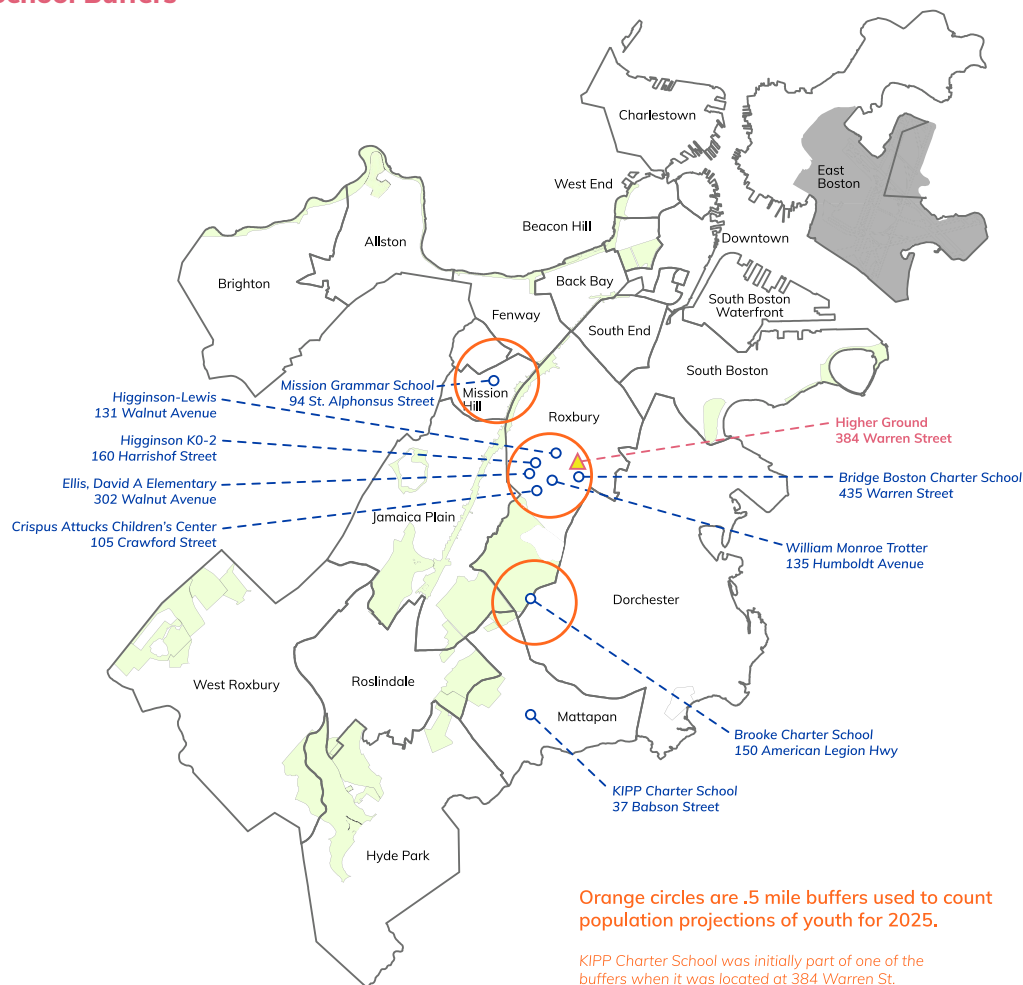 School Buffers
Charlestown
East
Boston
West End
Beacon Hill
Downtown
Allston
Brighton
Back Bay
South Boston
Waterfront
Fenway
South End
South Boston
Mission Grammar School
94 St. Alphonsus Street
Mission
Hill
Higginson-Lewis
131 Walnut Avenue
Roxbury
Higher Ground
384 Warren Street
Higginson K0-2
160 Harrishof Street
Ellis, David A Elementary
302 Walnut Avenue
Bridge Boston Charter School
435 Warren Street
Crispus Attucks Children's Center
105 Crawford Street
Jamaica Plain
William Monroe Trotter
135 Humboldt Avenue
Dorchester
West Roxbury
Roslindale
Mattapan
Brooke Charter School
150 American Legion Hwy
KIPP Charter School
37 Babson Street
Hyde Park
Orange circles are .5 mile buffers used to count
population projections of youth for 2025.
KIPP Charter School was initially part of one of the
buffers when it was located at 384 Warren St.